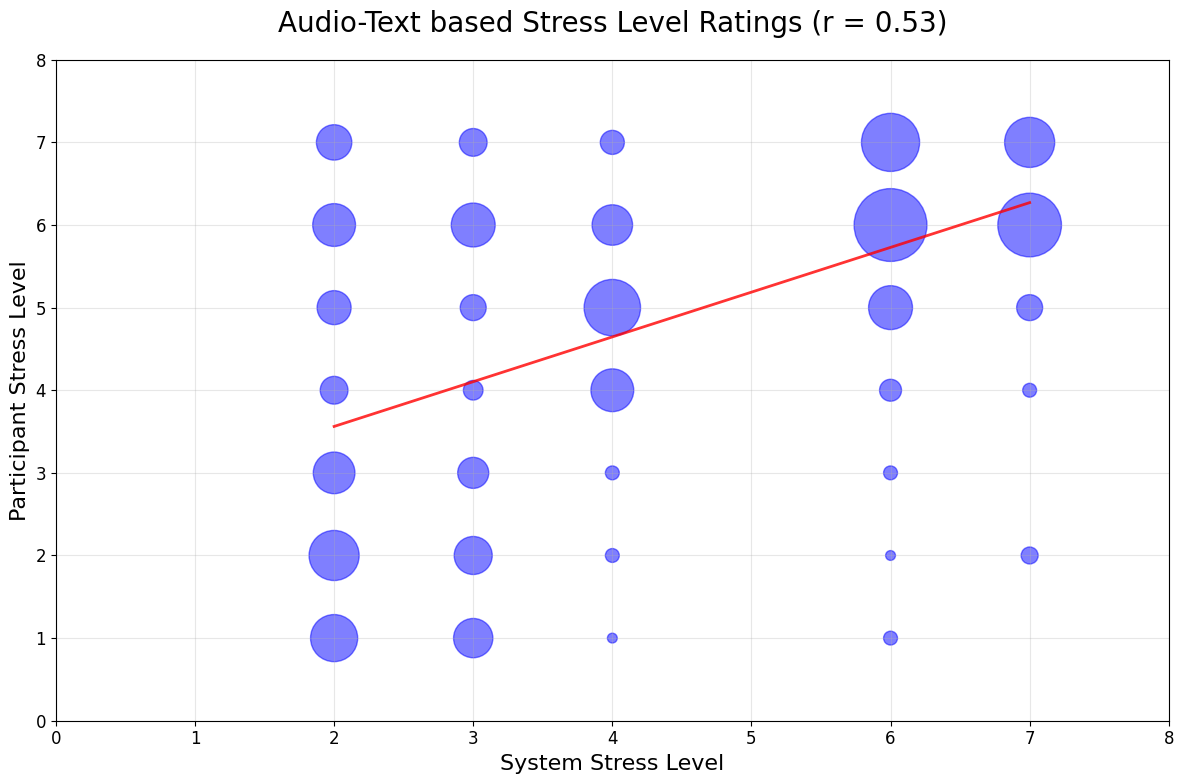 Audio-Text based Stress Level Ratings (r = 0.53)
Participant Stress Level
8
7
6
5
4
3
2
1
0
0 1 2 3 4 5 6 7 8
System Stress Level